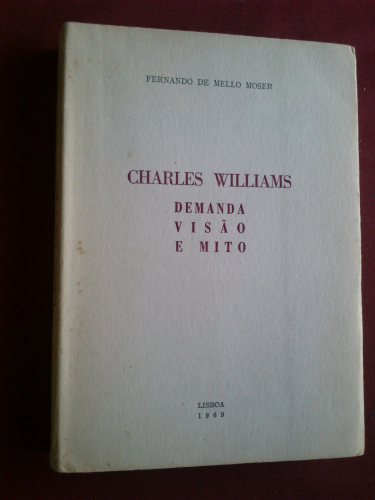 FERNANDO DE MELLO MOSER
CHARLES WILLIAMS
DEMANDA
VISÃO
E MITO
LISBOA
1969